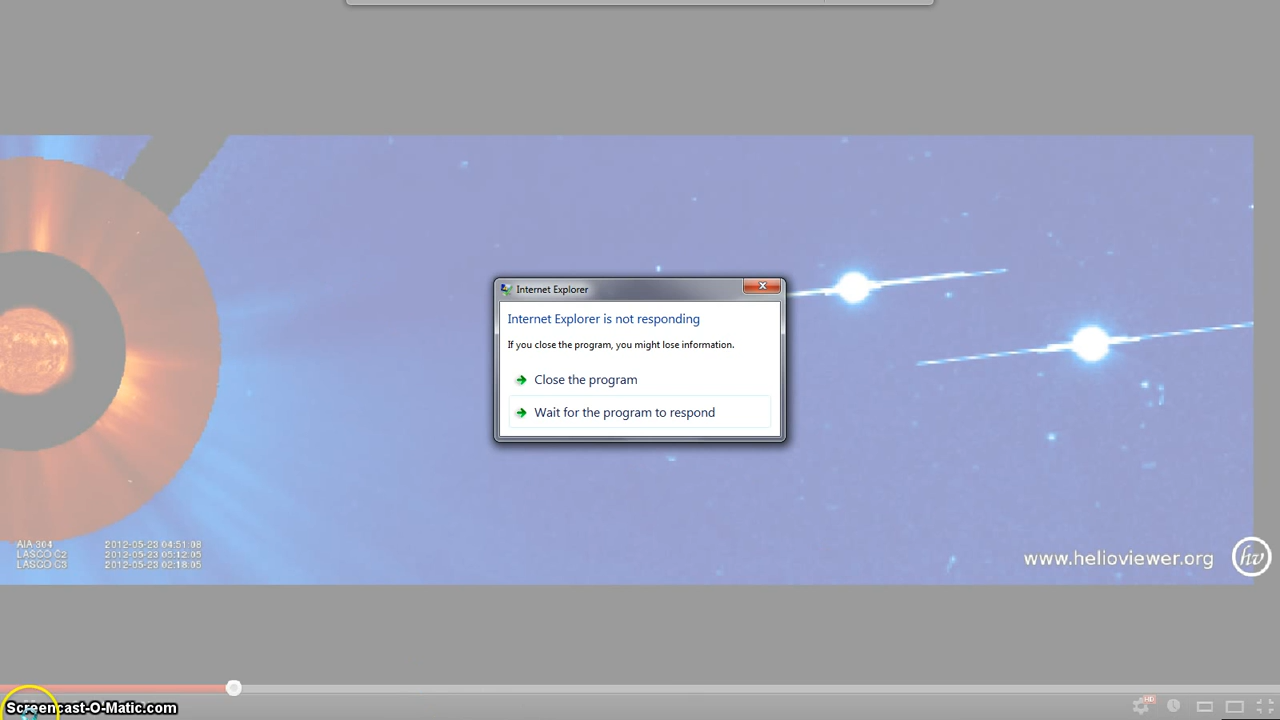 Internet Explorer
Internet Explorer is not responding
If you close the program, you might lose information.
Close the program
Wait for the program to respond
AIA 304 2012-05-23 04:51:08
LASCO C2 2012-05-23 05:12:05
LASCO C3 2012-05-23 02:18:05
www.helioviewer.org
hv
HD
Screencast-O-Matic.com